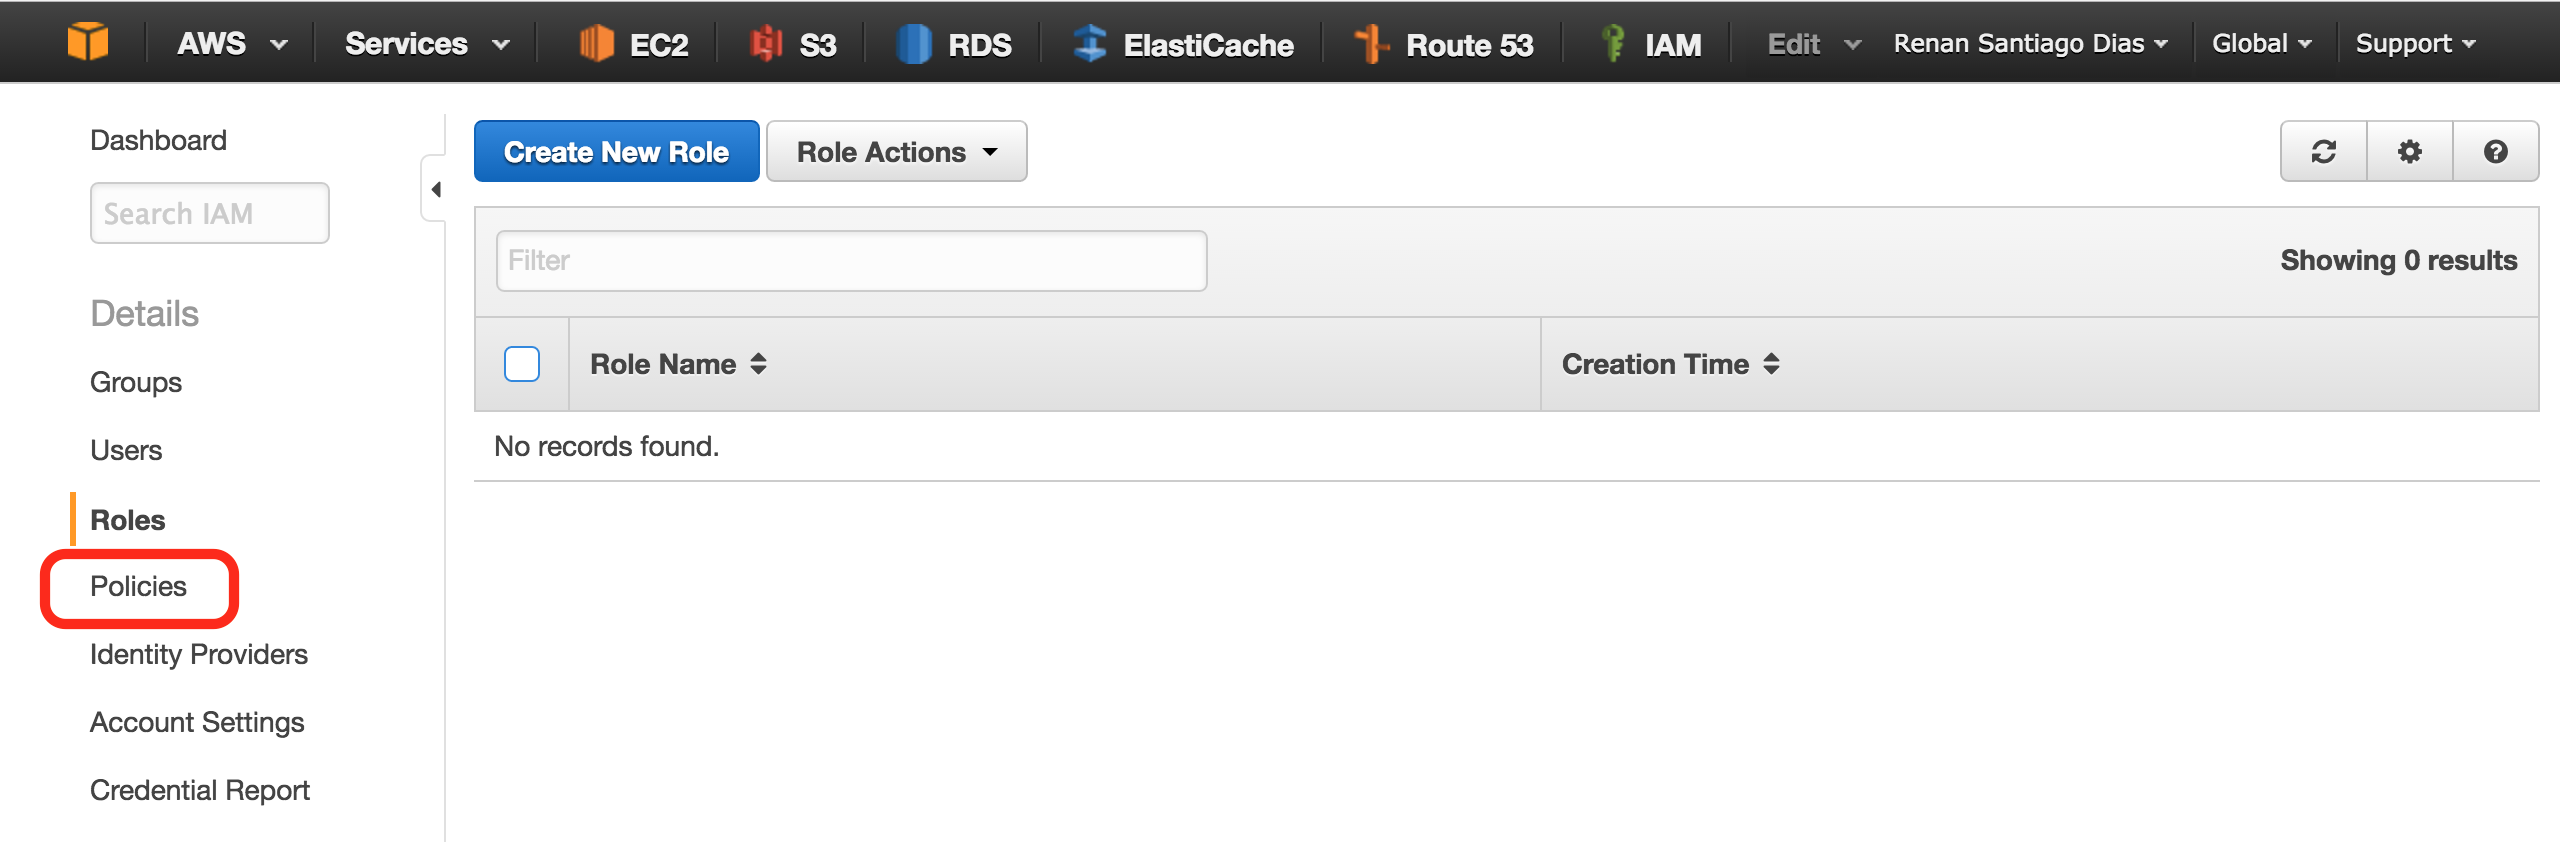 AWS Services EC2 S3 RDS ElastiCache Route 53 IAM Edit Renan Santiago Dias Global Support
Dashboard
Search IAM
Details
Groups
Users
Roles
Policies
Identity Providers
Account Settings
Credential Report
Create New Role Role Actions
Filter Showing 0 results
Role Name Creation Time
No records found.